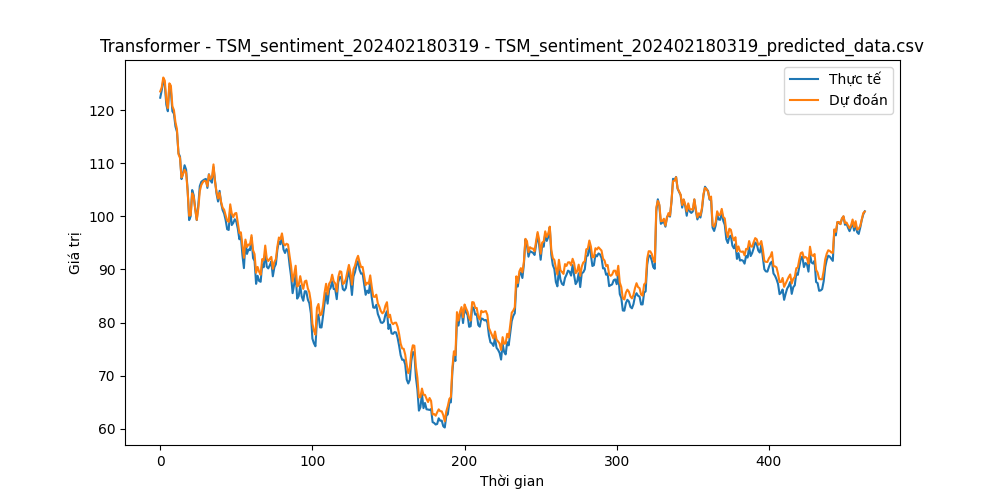 Transformer - TSM_sentiment_202402180319 - TSM_sentiment_202402180319_predicted_data.csv
Thực tế
Dự đoán
Giá trị
120
110
100
90
80
70
60
0 100 200 300 400
Thời gian